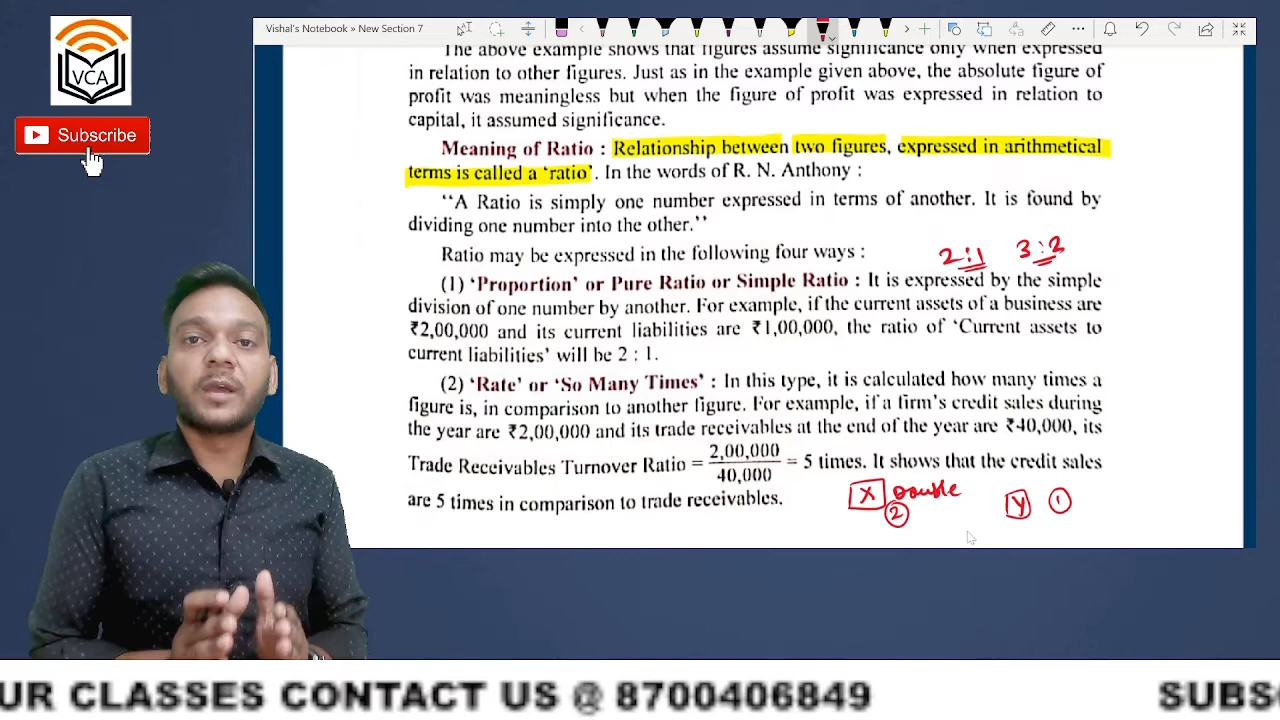 Vishal's Notebook » New Section 7
VCA
Subscribe
The above example shows that figures assume significance only when expressed
in relation to other figures. Just as in the example given above, the absolute figure of
profit was meaningless but when the figure of profit was expressed in relation to
capital, it assumed significance.
Meaning of Ratio : Relationship between two figures, expressed in arithmetical
terms is called a 'ratio'. In the words of R. N. Anthony :
''A Ratio is simply one number expressed in terms of another. It is found by
dividing one number into the other.''
Ratio may be expressed in the following four ways :
2:1 3:2
(1) 'Proportion' or Pure Ratio or Simple Ratio : It is expressed by the simple
division of one number by another. For example, if the current assets of a business are
₹2,00,000 and its current liabilities are ₹1,00,000, the ratio of 'Current assets to
current liabilities' will be 2 : 1.
(2) 'Rate' or 'So Many Times' : In this type, it is calculated how many times a
figure is, in comparison to another figure. For example, if a firm's credit sales during
the year are ₹2,00,000 and its trade receivables at the end of the year are ₹40,000, its
Trade Receivables Turnover Ratio = 2,00,000 / 40,000 = 5 times. It shows that the credit sales
are 5 times in comparison to trade receivables.
X Double Y 1
2
UR CLASSES CONTACT US @ 8700406849 SUBS